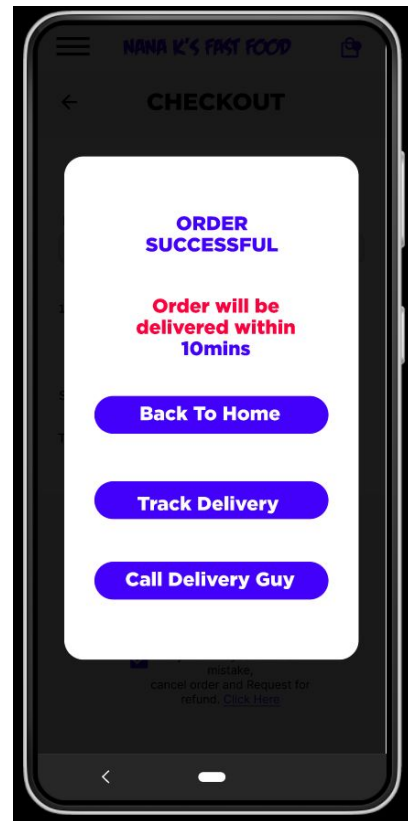 NANA K'S FAST FOOD
CHECKOUT
ORDER
SUCCESSFUL
Order will be
delivered within
10mins
Back To Home
Track Delivery
Call Delivery Guy
mistake,
cancel order and Request for
refund. Click Here